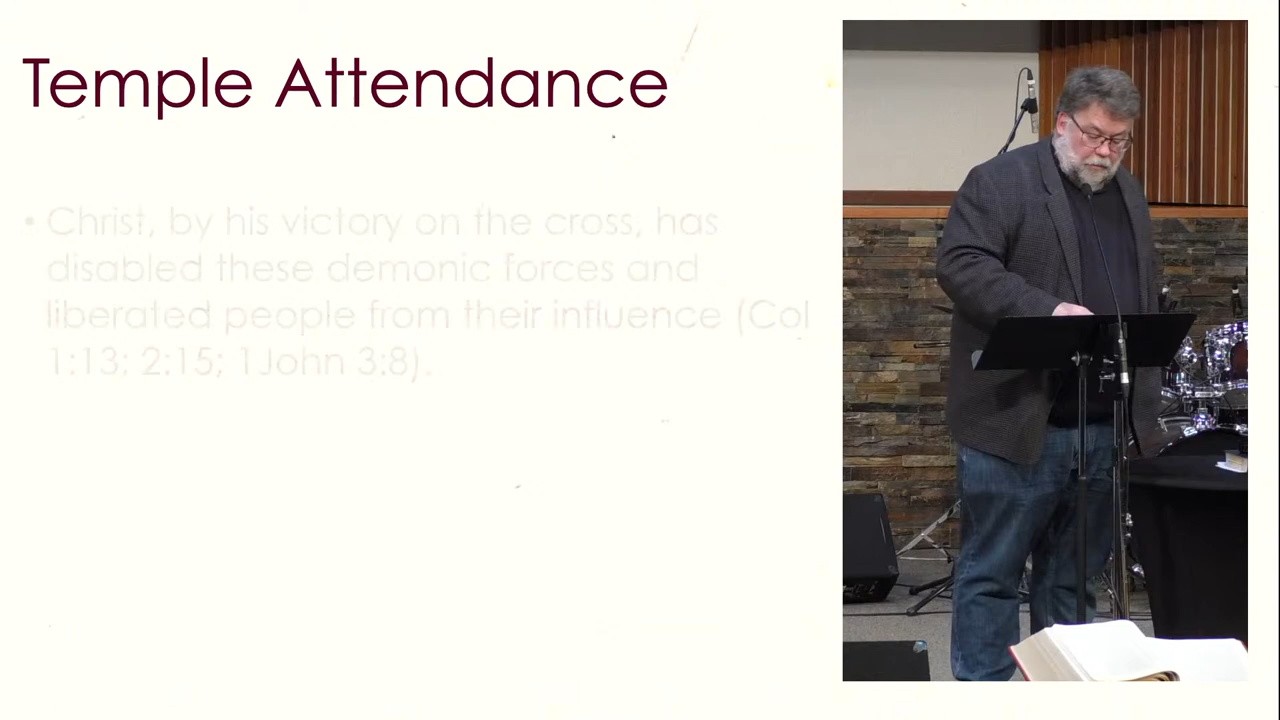 Temple Attendance
• Christ, by his victory on the cross, has
disabled these demonic forces and
liberated people from their influence (Col
1:13; 2:15; 1John 3:8).